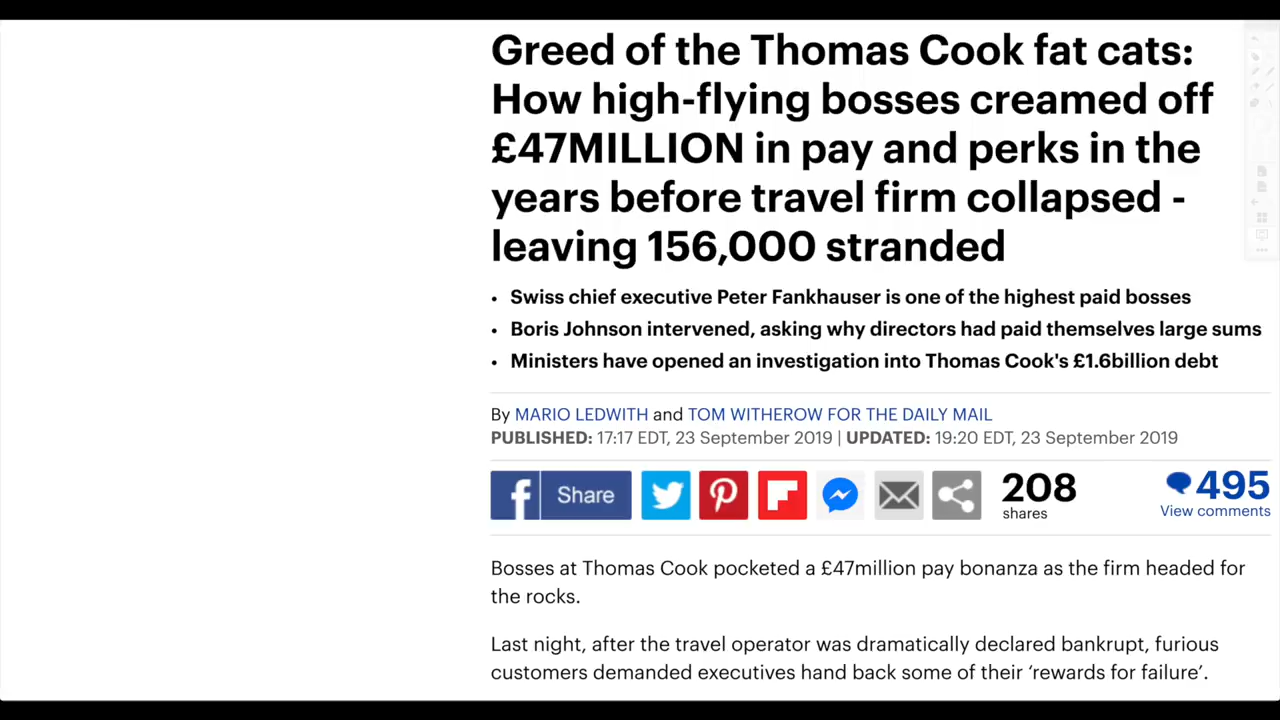 Greed of the Thomas Cook fat cats:
How high-flying bosses creamed off
£47MILLION in pay and perks in the
years before travel firm collapsed -
leaving 156,000 stranded
• Swiss chief executive Peter Fankhauser is one of the highest paid bosses
• Boris Johnson intervened, asking why directors had paid themselves large sums
• Ministers have opened an investigation into Thomas Cook's £1.6billion debt
By MARIO LEDWITH and TOM WITHEROW FOR THE DAILY MAIL
PUBLISHED: 17:17 EDT, 23 September 2019 | UPDATED: 19:20 EDT, 23 September 2019
Share
208
shares
495
View comments
Bosses at Thomas Cook pocketed a £47million pay bonanza as the firm headed for
the rocks.
Last night, after the travel operator was dramatically declared bankrupt, furious
customers demanded executives hand back some of their ‘rewards for failure’.